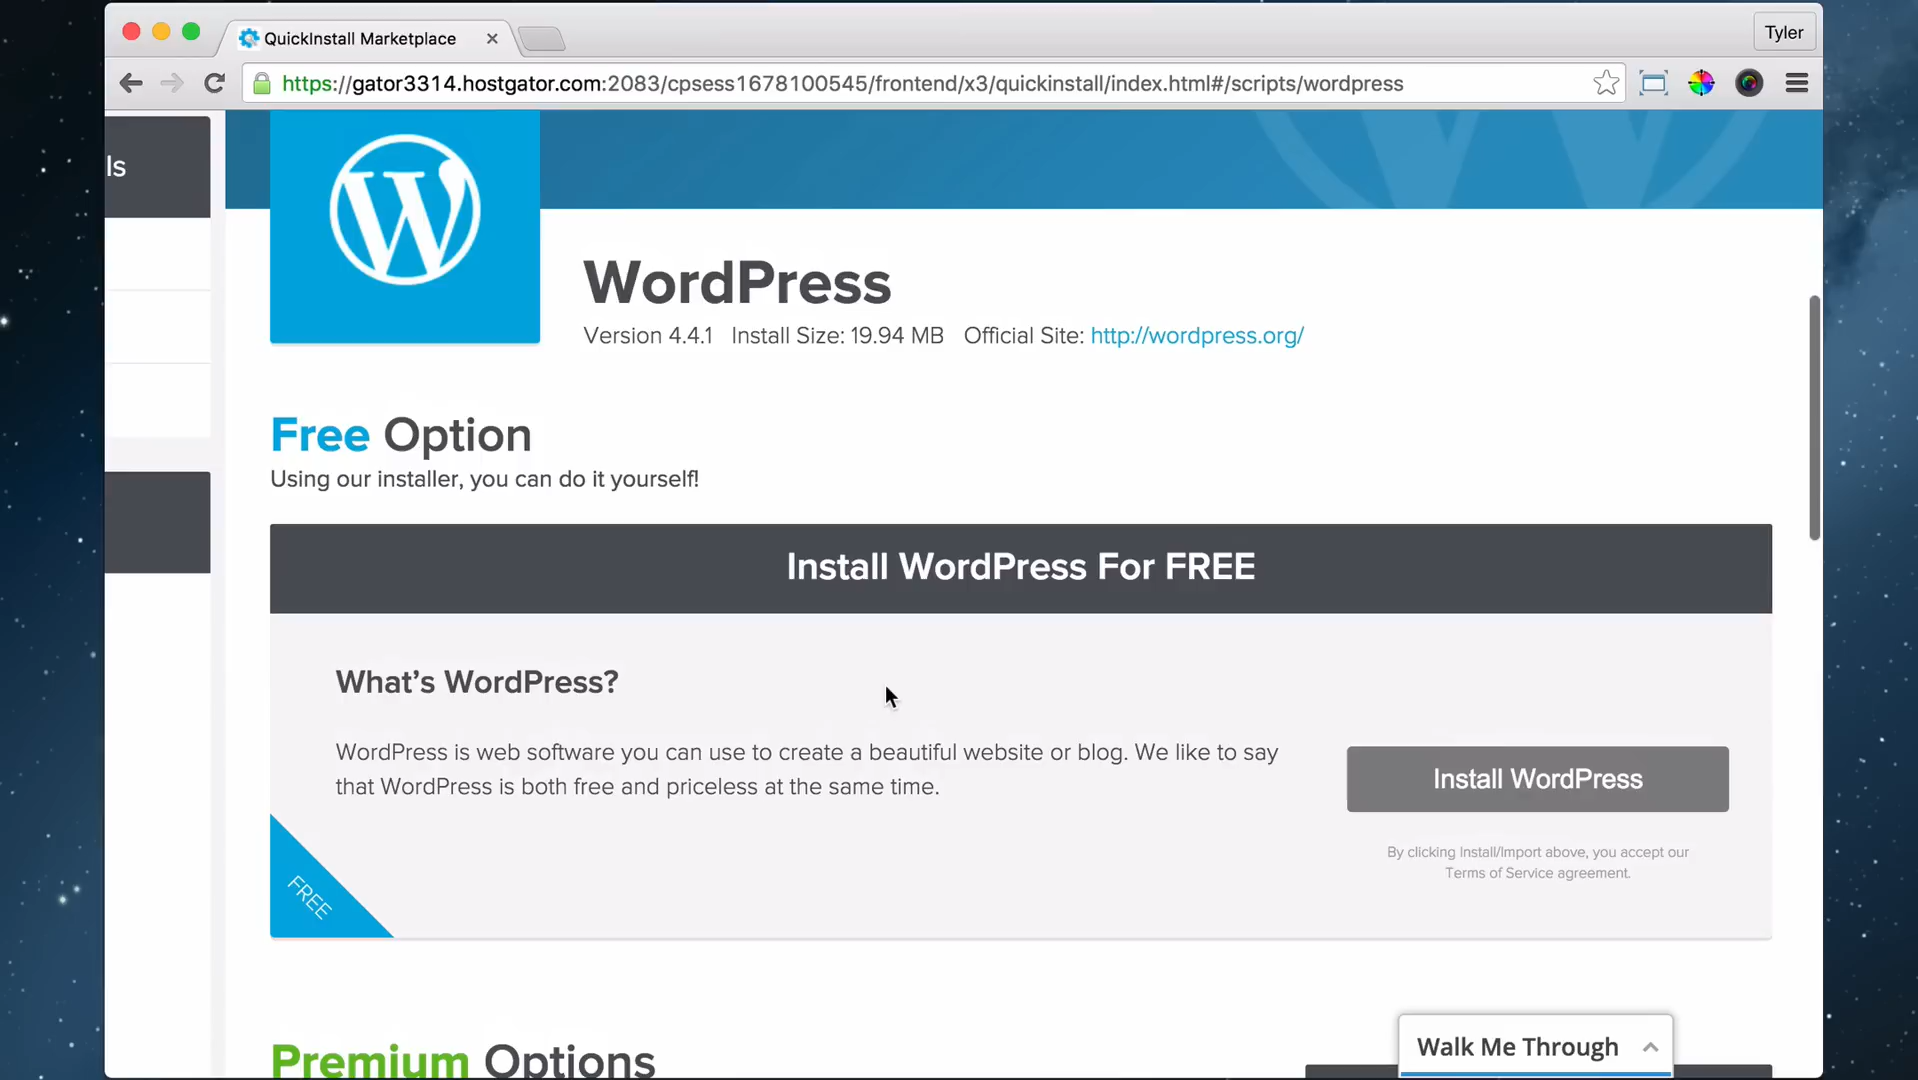 QuickInstall Marketplace
Tyler
https://gator3314.hostgator.com:2083/cpsess1678100545/frontend/x3/quickinstall/index.html#/scripts/wordpress
ls
WordPress
Version 4.4.1 Install Size: 19.94 MB Official Site: http://wordpress.org/
Free Option
Using our installer, you can do it yourself!
Install WordPress For FREE
What's WordPress?
WordPress is web software you can use to create a beautiful website or blog. We like to say
that WordPress is both free and priceless at the same time.
Install WordPress
By clicking Install/Import above, you accept our
Terms of Service agreement.
FREE
Premium Options
Walk Me Through